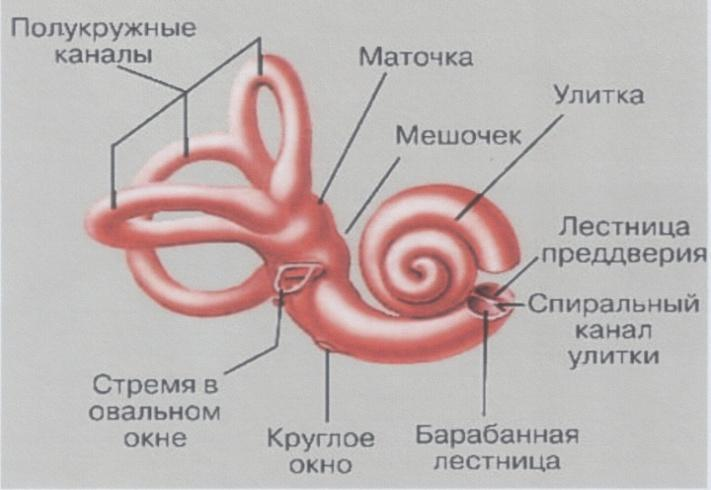 Полукружные
каналы
Маточка
Улитка
Мешочек
Лестница
преддверия
Спиральный
канал
улитки
Стремя в
овальном
окне
Круглое
окно
Барабанная
лестница